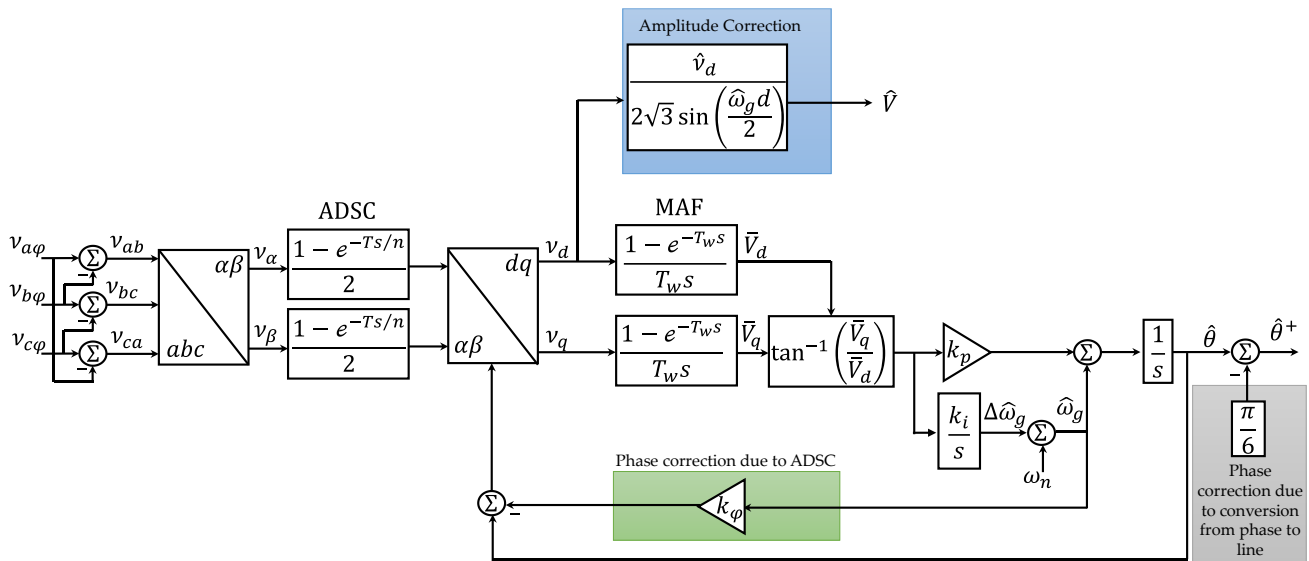 Amplitude Correction
v̂_d
2√3 sin(ω̂_g d / 2)
V̂
ADSC
MAF
v_aφ
v_ab
v_α
(1 − e^(−Ts/n)) / 2
v_d
dq
(1 − e^(−T_w s)) / (T_w s)
V̄_d
αβ
v_bφ
v_bc
v_cφ
v_ca
abc
v_β
(1 − e^(−Ts/n)) / 2
αβ
v_q
(1 − e^(−T_w s)) / (T_w s)
V̄_q
tan⁻¹(V̄_q / V̄_d)
k_p
Σ
1/s
θ̂
Σ
θ̂⁺
k_i/s
Δω̂_g
Σ
ω̂_g
ω_n
π/6
Phase correction due to ADSC
k_φ
Σ
Phase
correction due
to conversion
from phase to
line